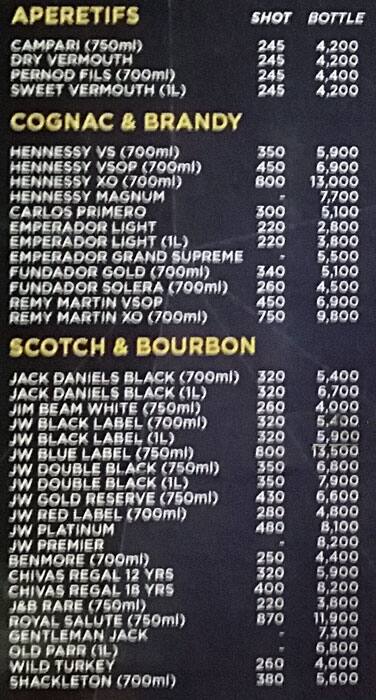 APERETIFS SHOT BOTTLE
CAMPARI (750ml) 245 4,200
DRY VERMOUTH 245 4,200
PERNOD FILS (700ml) 245 4,400
SWEET VERMOUTH (1L) 245 4,200
COGNAC & BRANDY
HENNESSY VS (700ml) 350 5,900
HENNESSY VSOP (700ml) 450 6,900
HENNESSY XO (700ml) 800 13,000
HENNESSY MAGNUM - 7,700
CARLOS PRIMERO 300 5,100
EMPERADOR LIGHT 220 2,800
EMPERADOR LIGHT (1L) 220 3,800
EMPERADOR GRAND SUPREME - 5,500
FUNDADOR GOLD (700ml) 340 5,100
FUNDADOR SOLERA (700ml) 260 4,500
REMY MARTIN VSOP 450 6,900
REMY MARTIN XO (700ml) 750 9,800
SCOTCH & BOURBON
JACK DANIELS BLACK (700ml) 320 5,400
JACK DANIELS BLACK (1L) 320 6,700
JIM BEAM WHITE (750ml) 260 4,000
JW BLACK LABEL (700ml) 320 5,400
JW BLACK LABEL (1L) 320 5,900
JW BLUE LABEL (750ml) 800 13,500
JW DOUBLE BLACK (750ml) 350 6,800
JW DOUBLE BLACK (1L) 350 7,900
JW GOLD RESERVE (750ml) 430 6,600
JW RED LABEL (700ml) 280 4,800
JW PLATINUM 480 8,100
JW PREMIER - 8,200
BENMORE (700ml) 250 4,400
CHIVAS REGAL 12 YRS 320 5,900
CHIVAS REGAL 18 YRS 400 8,200
J&B RARE (750ml) 220 3,800
ROYAL SALUTE (750ml) 870 11,900
GENTLEMAN JACK - 7,300
OLD PARR (1L) - 6,800
WILD TURKEY 260 4,000
SHACKLETON (700ml) 380 5,600